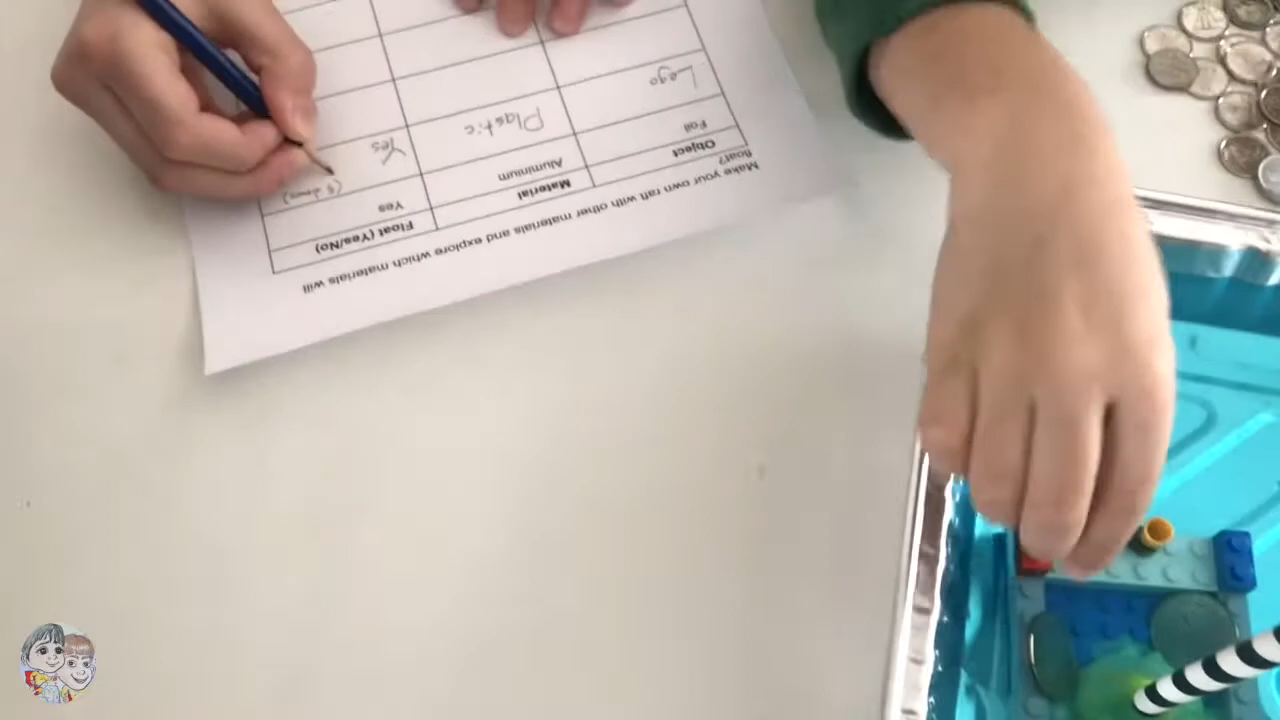 Make your own raft with other materials and explore which materials will
float?
Object Material Float (Yes/No)
Foil Aluminium Yes
Lego Plastic Yes